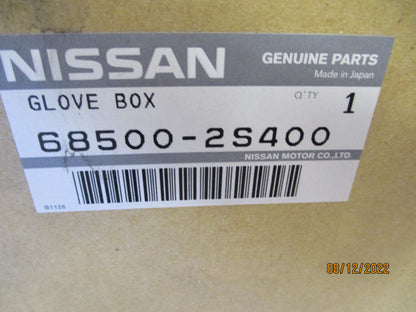 NISSAN
GENUINE PARTS
Made in Japan
GLOVE BOX
Q'TY
1
68500-2S400
NISSAN MOTOR CO.,LTD.
08/12/2022